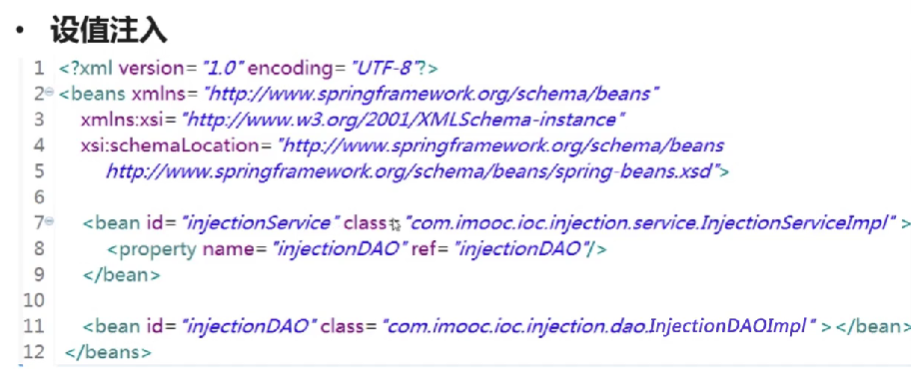 • 设值注入
1 <?xml version="1.0" encoding="UTF-8"?>
2 <beans xmlns="http://www.springframework.org/schema/beans"
3 xmlns:xsi="http://www.w3.org/2001/XMLSchema-instance"
4 xsi:schemaLocation="http://www.springframework.org/schema/beans
5 http://www.springframework.org/schema/beans/spring-beans.xsd">
6
7 <bean id="injectionService" class="com.imooc.ioc.injection.service.InjectionServiceImpl" >
8 <property name="injectionDAO" ref="injectionDAO"/>
9 </bean>
10
11 <bean id="injectionDAO" class="com.imooc.ioc.injection.dao.InjectionDAOImpl" ></bean>
12 </beans>